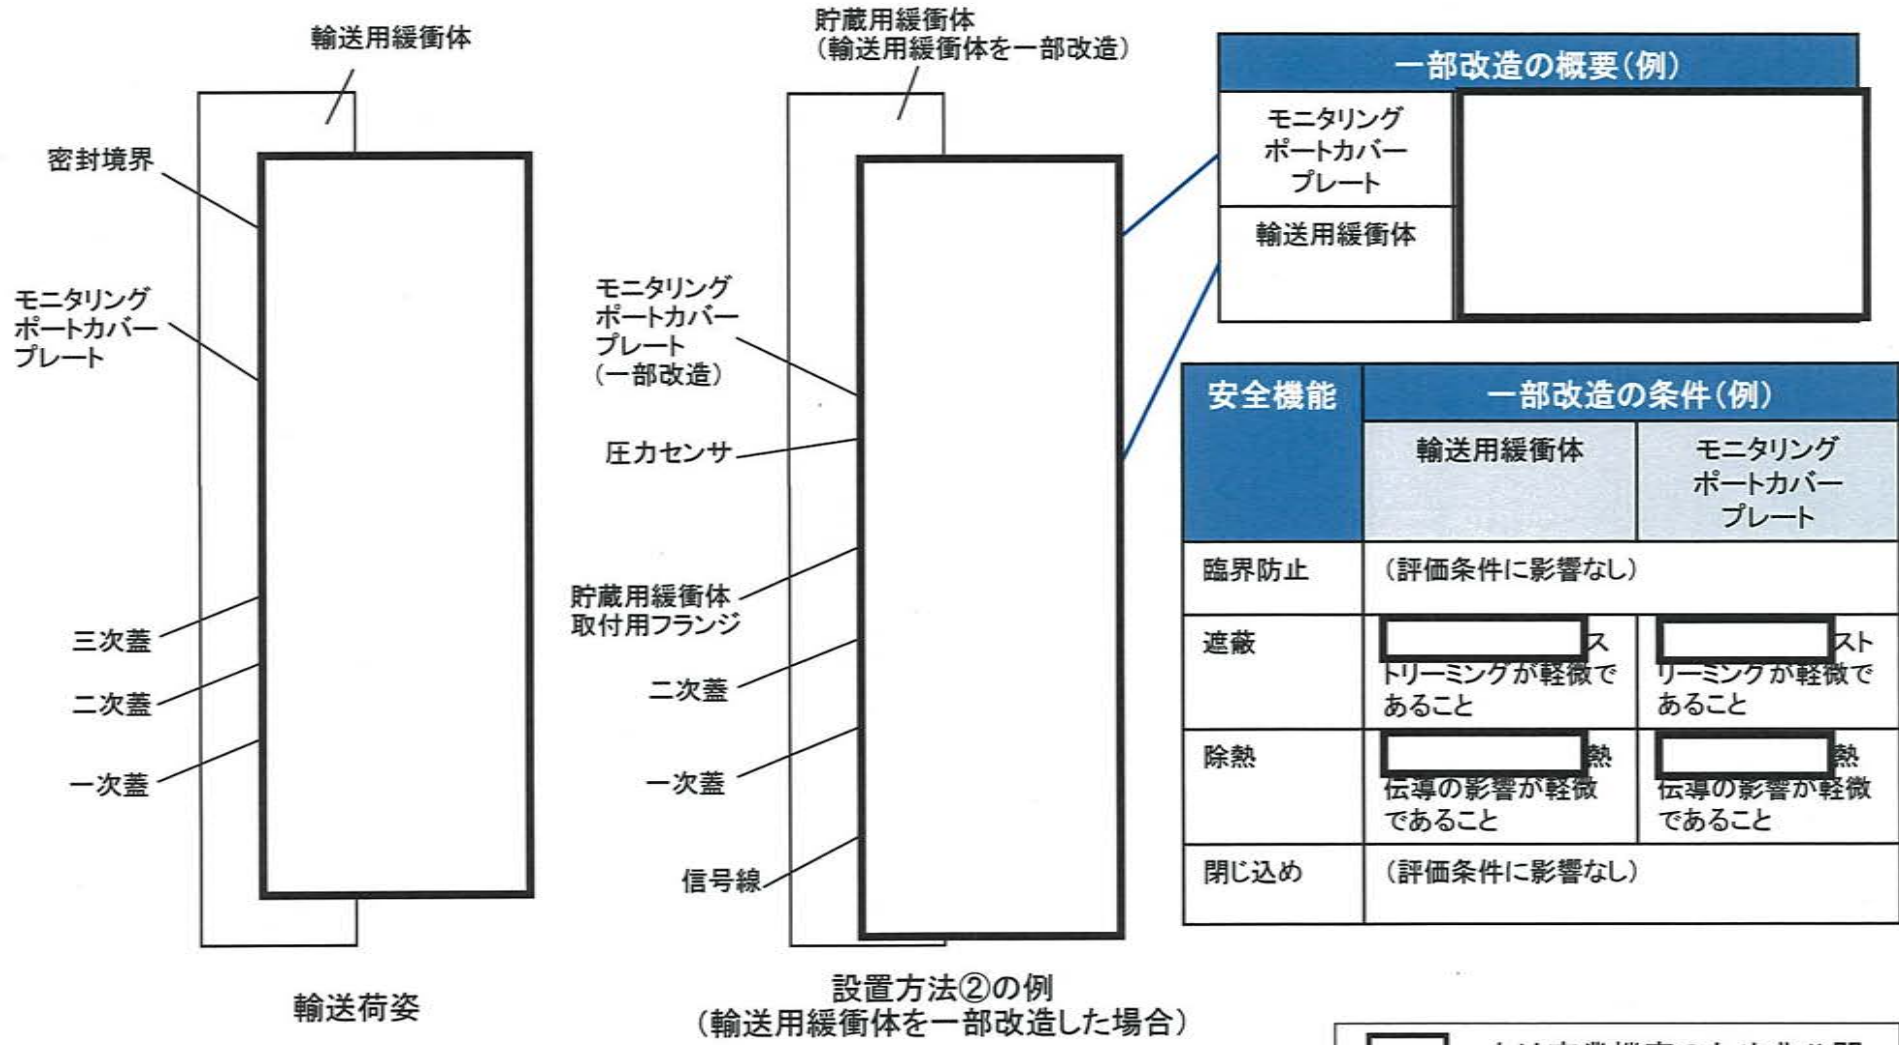 輸送用緩衝体
密封境界
モニタリング
ポートカバー
プレート
三次蓋
二次蓋
一次蓋
輸送荷姿
貯蔵用緩衝体
（輸送用緩衝体を一部改造）
モニタリング
ポートカバー
プレート
（一部改造）
圧力センサ
貯蔵用緩衝体
取付用フランジ
二次蓋
一次蓋
信号線
設置方法②の例
（輸送用緩衝体を一部改造した場合）
一部改造の概要（例）
モニタリング
ポートカバー
プレート
輸送用緩衝体
安全機能
一部改造の条件（例）
輸送用緩衝体
モニタリング
ポートカバー
プレート
臨界防止
（評価条件に影響なし）
遮蔽
ス
トリーミングが軽微で
あること
スト
リーミングが軽微で
あること
除熱
熱
伝導の影響が軽微
であること
熱
伝導の影響が軽微
であること
閉じ込め
（評価条件に影響なし）